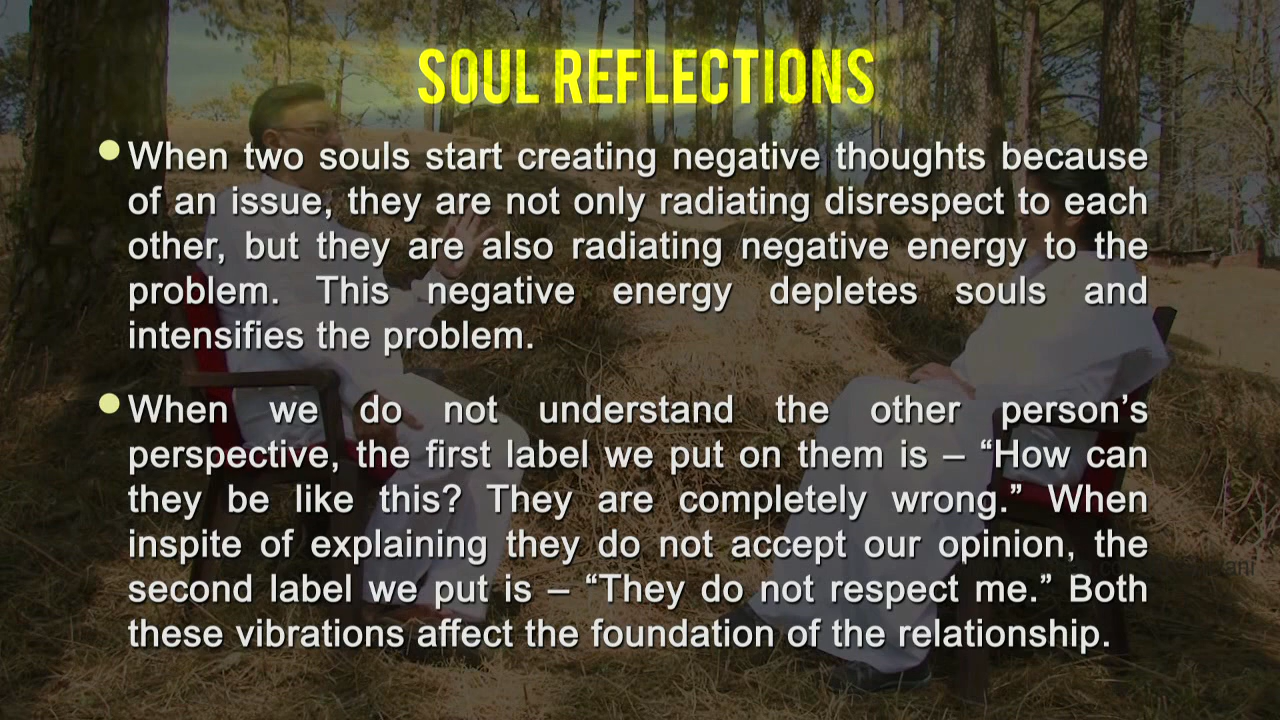 SOUL REFLECTIONS
When two souls start creating negative thoughts because
of an issue, they are not only radiating disrespect to each
other, but they are also radiating negative energy to the
problem. This negative energy depletes souls and
intensifies the problem.
When we do not understand the other person’s
perspective, the first label we put on them is – “How can
they be like this? They are completely wrong.” When
inspite of explaining they do not accept our opinion, the
second label we put is – “They do not respect me.” Both
these vibrations affect the foundation of the relationship.